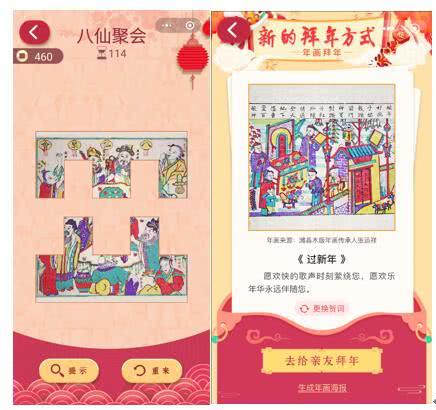 八仙聚会
460
114
提示
重来
新的拜年方式
年画拜年
年画来源：潍县木版年画传承人张运祥
《 过新年 》
愿欢快的歌声时刻萦绕您，愿欢乐
年华永远伴随您。
更换贺词
去给亲友拜年
生成年画海报